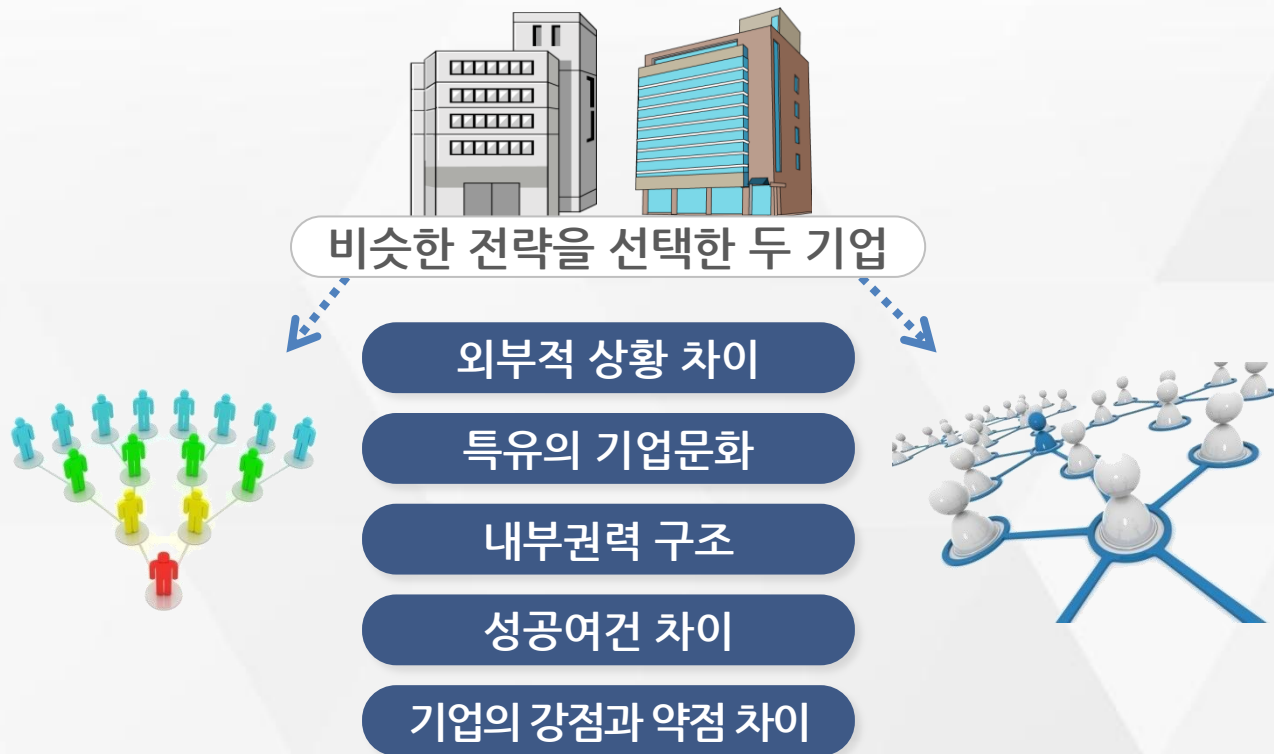 비슷한 전략을 선택한 두 기업
외부적 상황 차이
특유의 기업문화
내부권력 구조
성공여건 차이
기업의 강점과 약점 차이